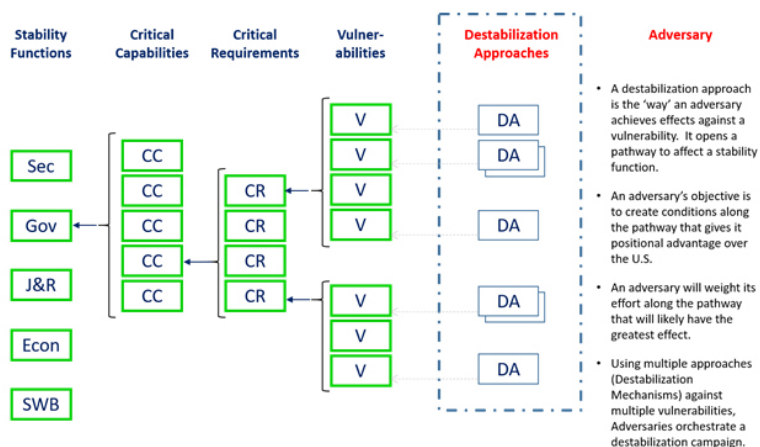 Stability
Functions
Critical
Capabilities
Critical
Requirements
Vulner-
abilities
Destabilization
Approaches
Adversary
Sec
Gov
J&R
Econ
SWB
CC
CC
CC
CC
CC
CR
CR
CR
CR
V
V
V
V
V
V
V
DA
DA
DA
DA
DA
• A destabilization approach
is the ‘way’ an adversary
achieves effects against a
vulnerability. It opens a
pathway to affect a stability
function.
• An adversary’s objective is
to create conditions along
the pathway that gives it
positional advantage over
the U.S.
• An adversary will weight its
effort along the pathway
that will likely have the
greatest effect.
• Using multiple approaches
(Destabilization
Mechanisms) against
multiple vulnerabilities,
Adversaries orchestrate a
destabilization campaign.